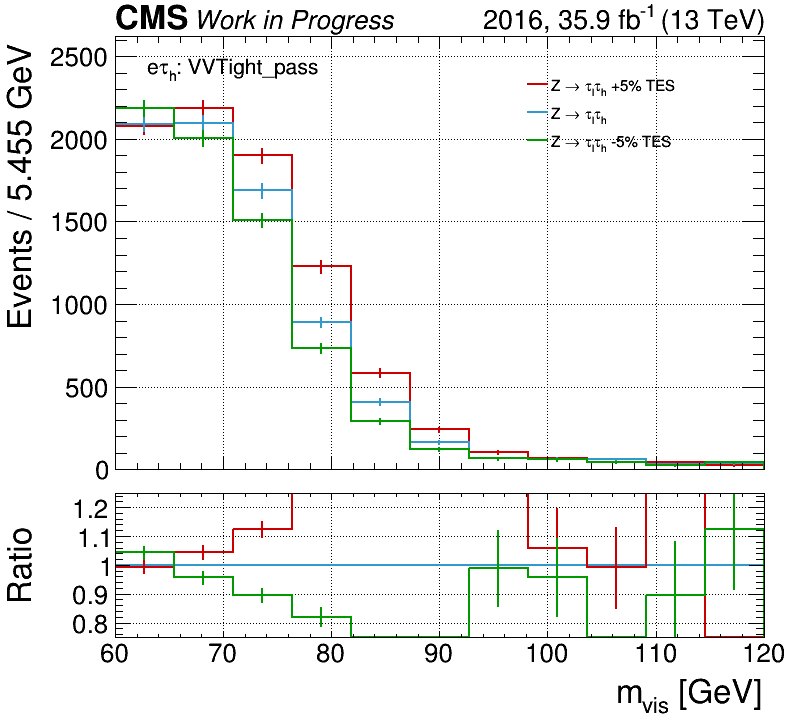 CMS Work in Progress 2016, 35.9 fb⁻¹ (13 TeV)
Events / 5.455 GeV
2500
2000
1500
1000
500
0
eτₕ: VVTight_pass
Z → τₗτₕ +5% TES
Z → τₗτₕ
Z → τₗτₕ -5% TES
Ratio
1.2
1.1
1
0.9
0.8
60 70 80 90 100 110 120
m_vis [GeV]